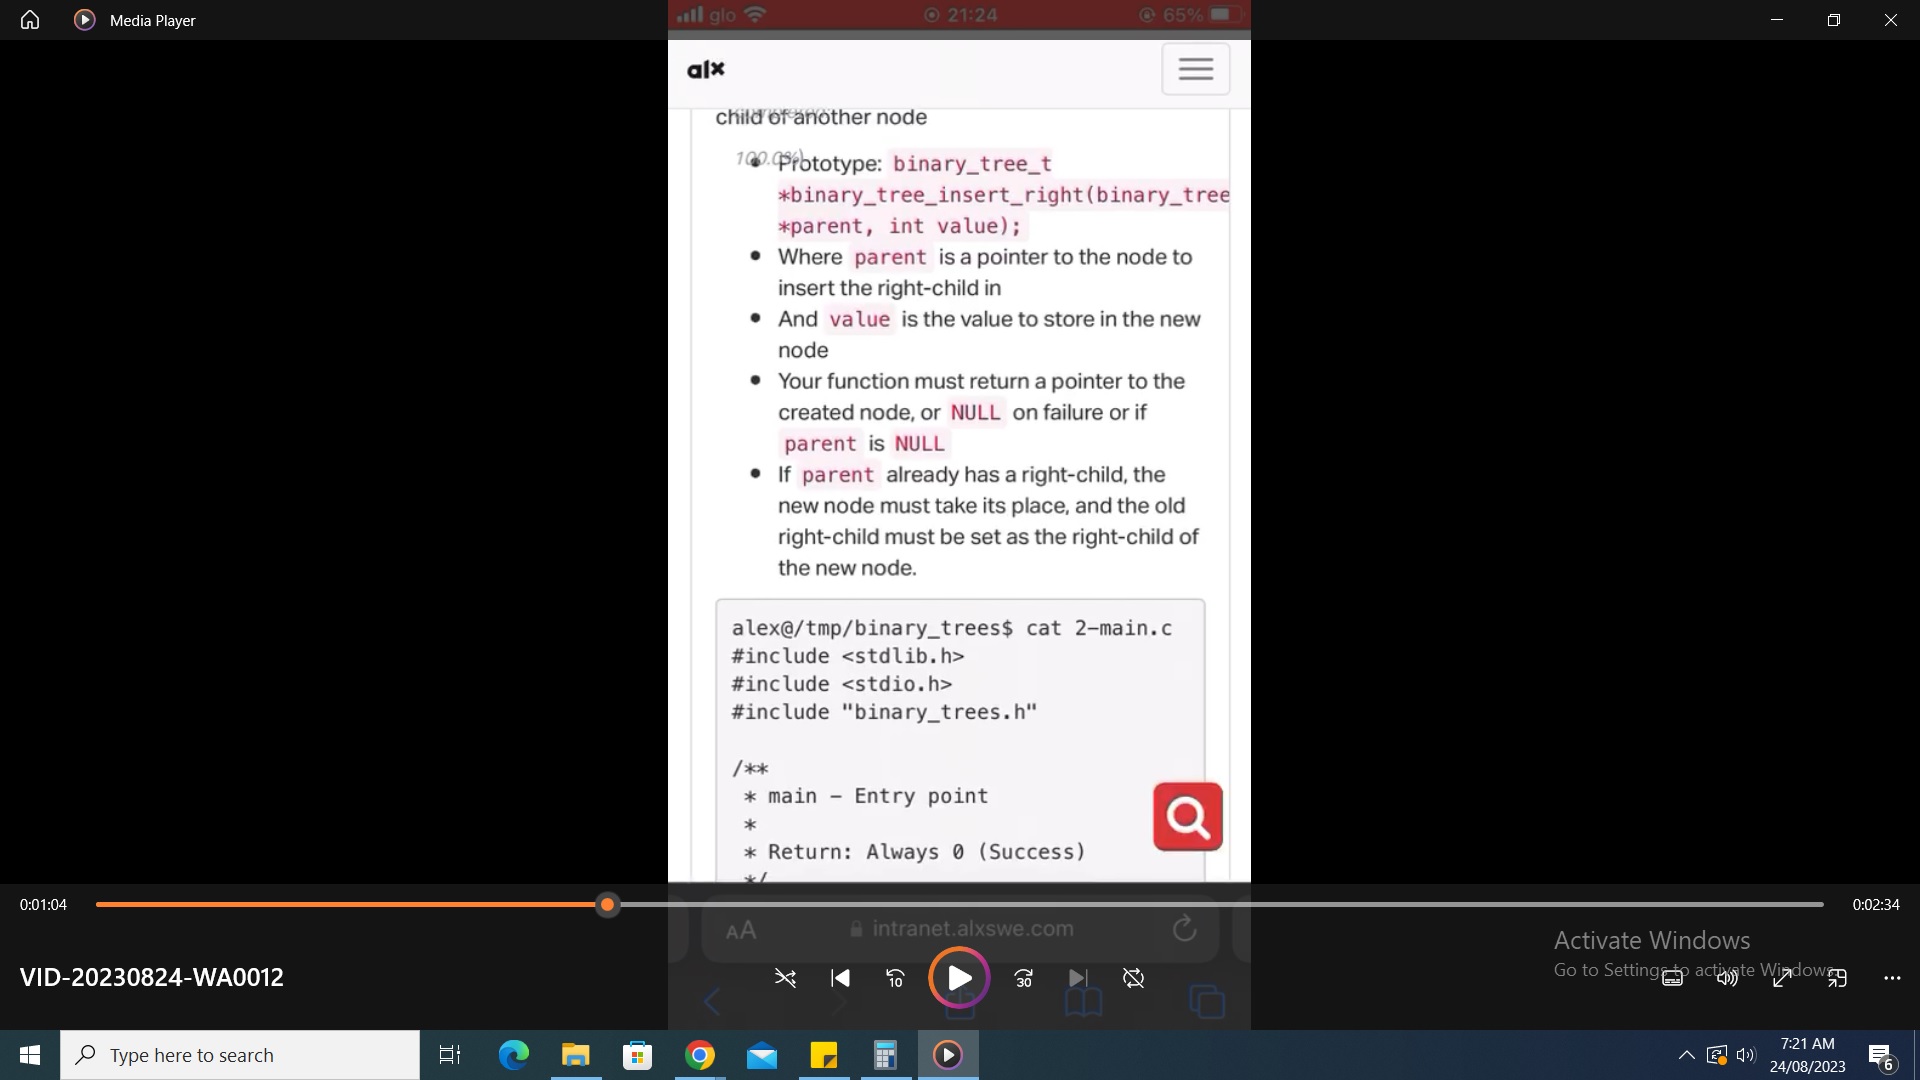 Media Player
glo
21:24
65%
alx
child of another node
100.0%)
Prototype: binary_tree_t
*binary_tree_insert_right(binary_tree
*parent, int value);
Where parent is a pointer to the node to
insert the right-child in
And value is the value to store in the new
node
Your function must return a pointer to the
created node, or NULL on failure or if
parent is NULL
If parent already has a right-child, the
new node must take its place, and the old
right-child must be set as the right-child of
the new node.
alex@/tmp/binary_trees$ cat 2-main.c
#include <stdlib.h>
#include <stdio.h>
#include "binary_trees.h"
/**
* main - Entry point
*
* Return: Always 0 (Success)
*/
0:01:04
0:02:34
AA
intranet.alxswe.com
Activate Windows
Go to Settings to activate Windows.
VID-20230824-WA0012
10
30
Type here to search
7:21 AM
24/08/2023
6